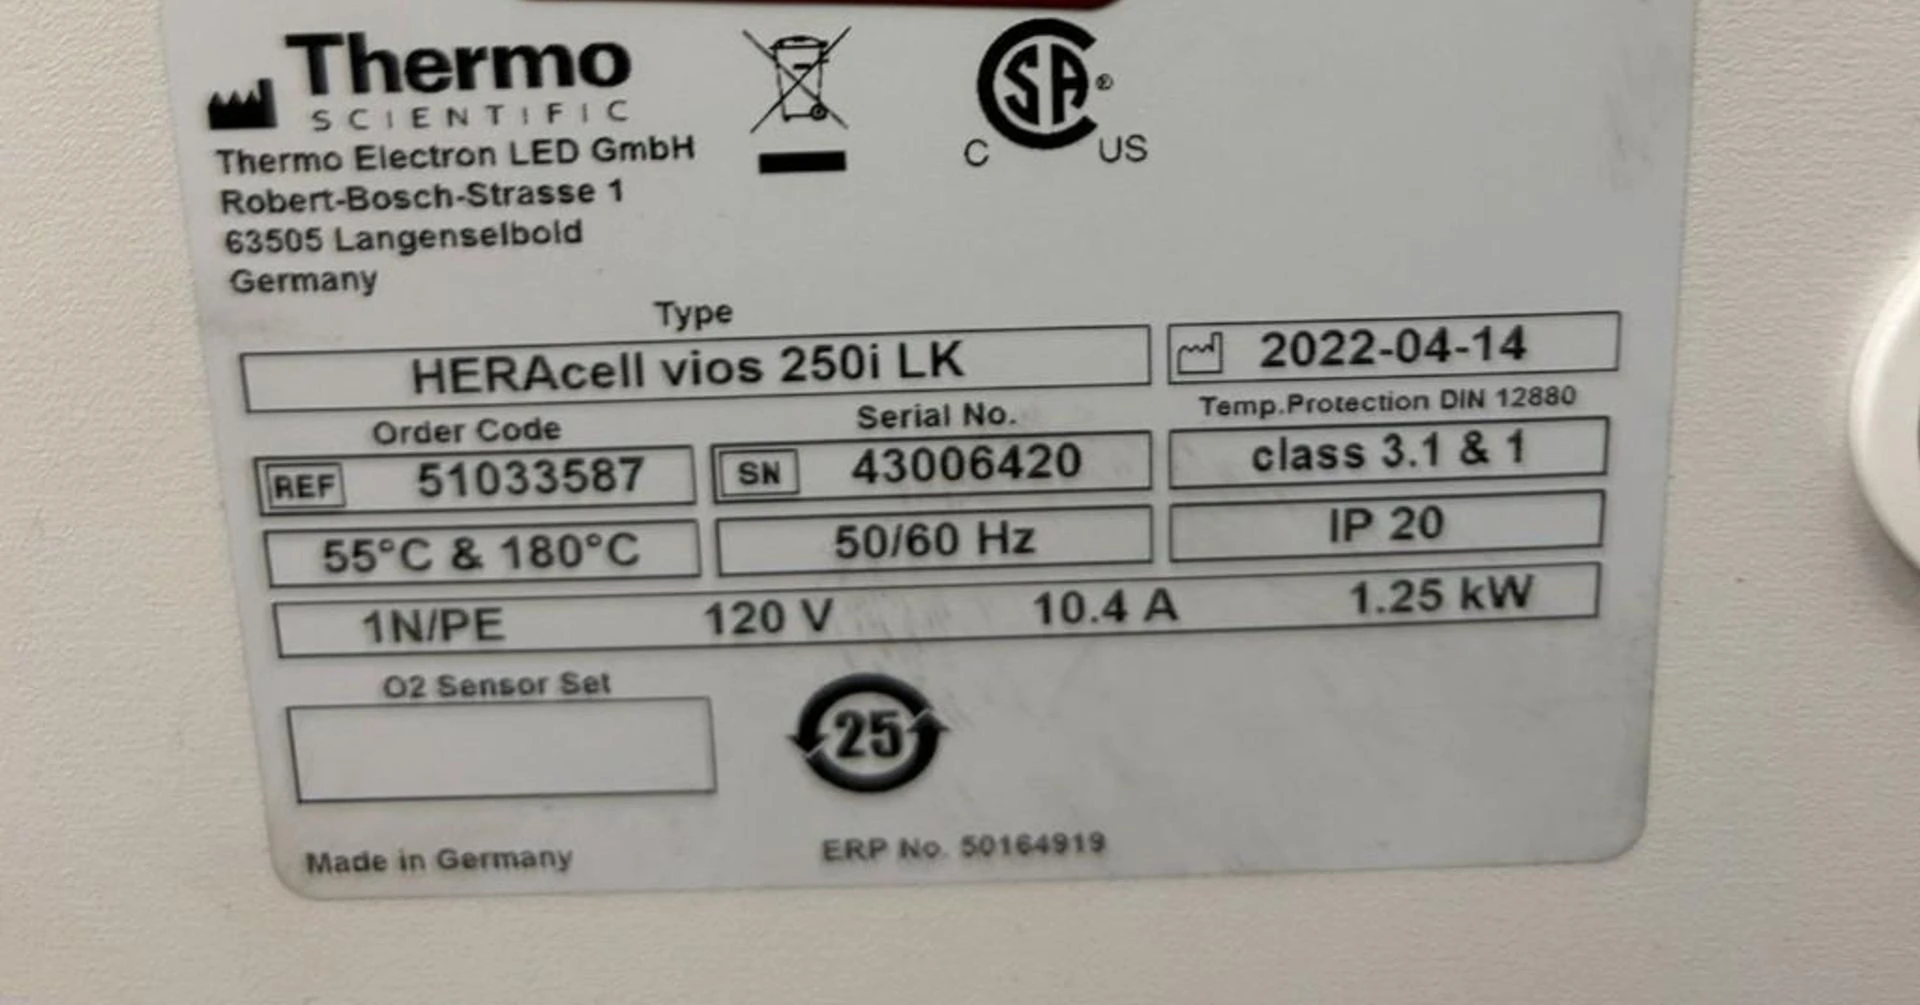 Thermo
SCIENTIFIC
Thermo Electron LED GmbH
Robert-Bosch-Strasse 1
63505 Langenselbold
Germany
CSA®
C US
Type
HERAcell vios 250i LK
2022-04-14
Order Code
Serial No.
Temp.Protection DIN 12880
REF 51033587
SN 43006420
class 3.1 & 1
55°C & 180°C
50/60 Hz
IP 20
1N/PE 120 V 10.4 A 1.25 kW
O2 Sensor Set
25
Made in Germany
ERP No. 50164919